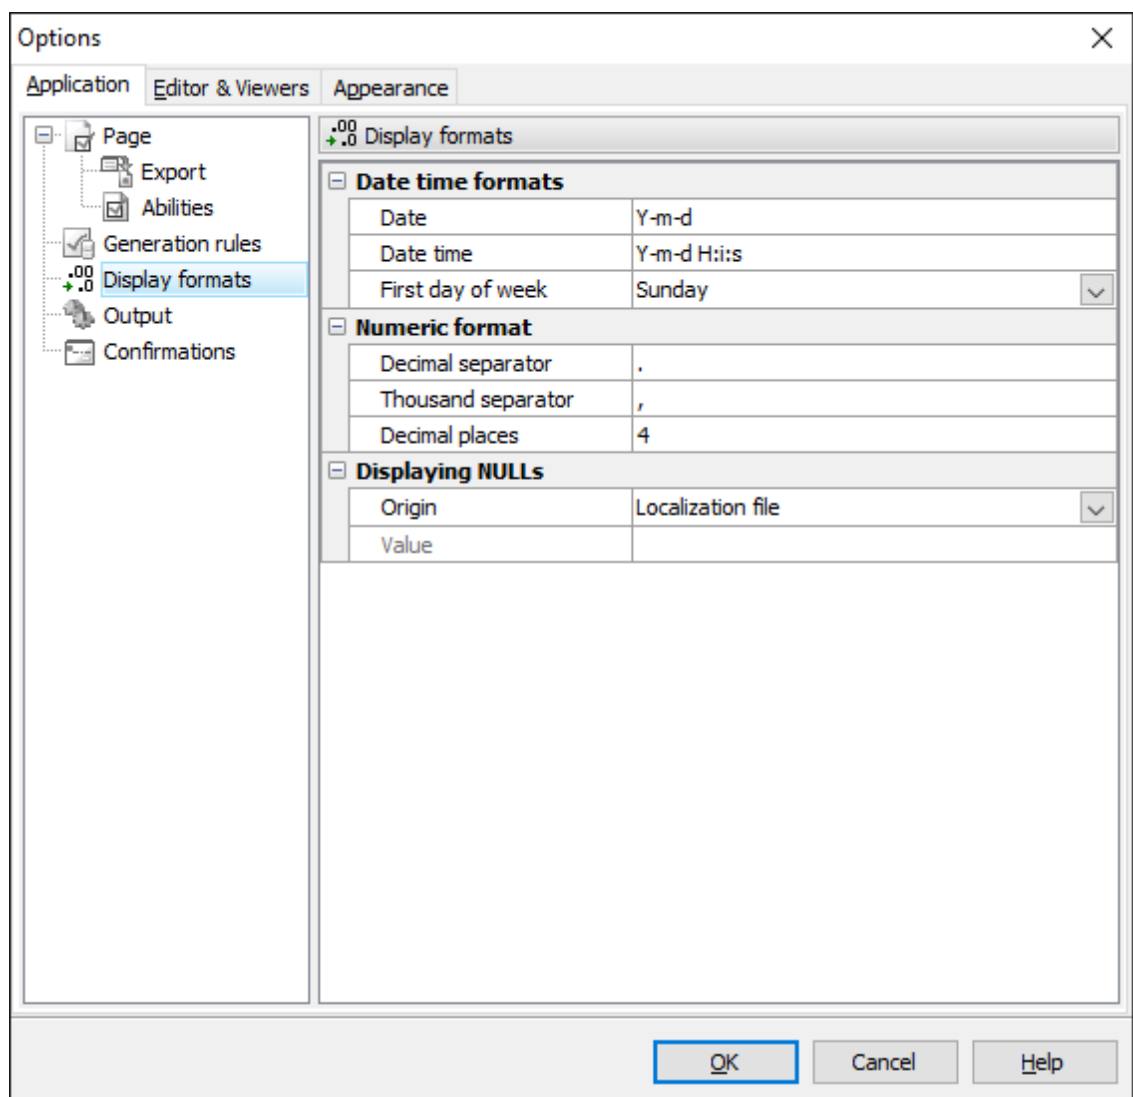 Options
Application Editor & Viewers Appearance
Page
Export
Abilities
Generation rules
Display formats
Output
Confirmations
.00 .0 Display formats
Date time formats
Date Y-m-d
Date time Y-m-d H:i:s
First day of week Sunday
Numeric format
Decimal separator .
Thousand separator ,
Decimal places 4
Displaying NULLs
Origin Localization file
Value
OK Cancel Help